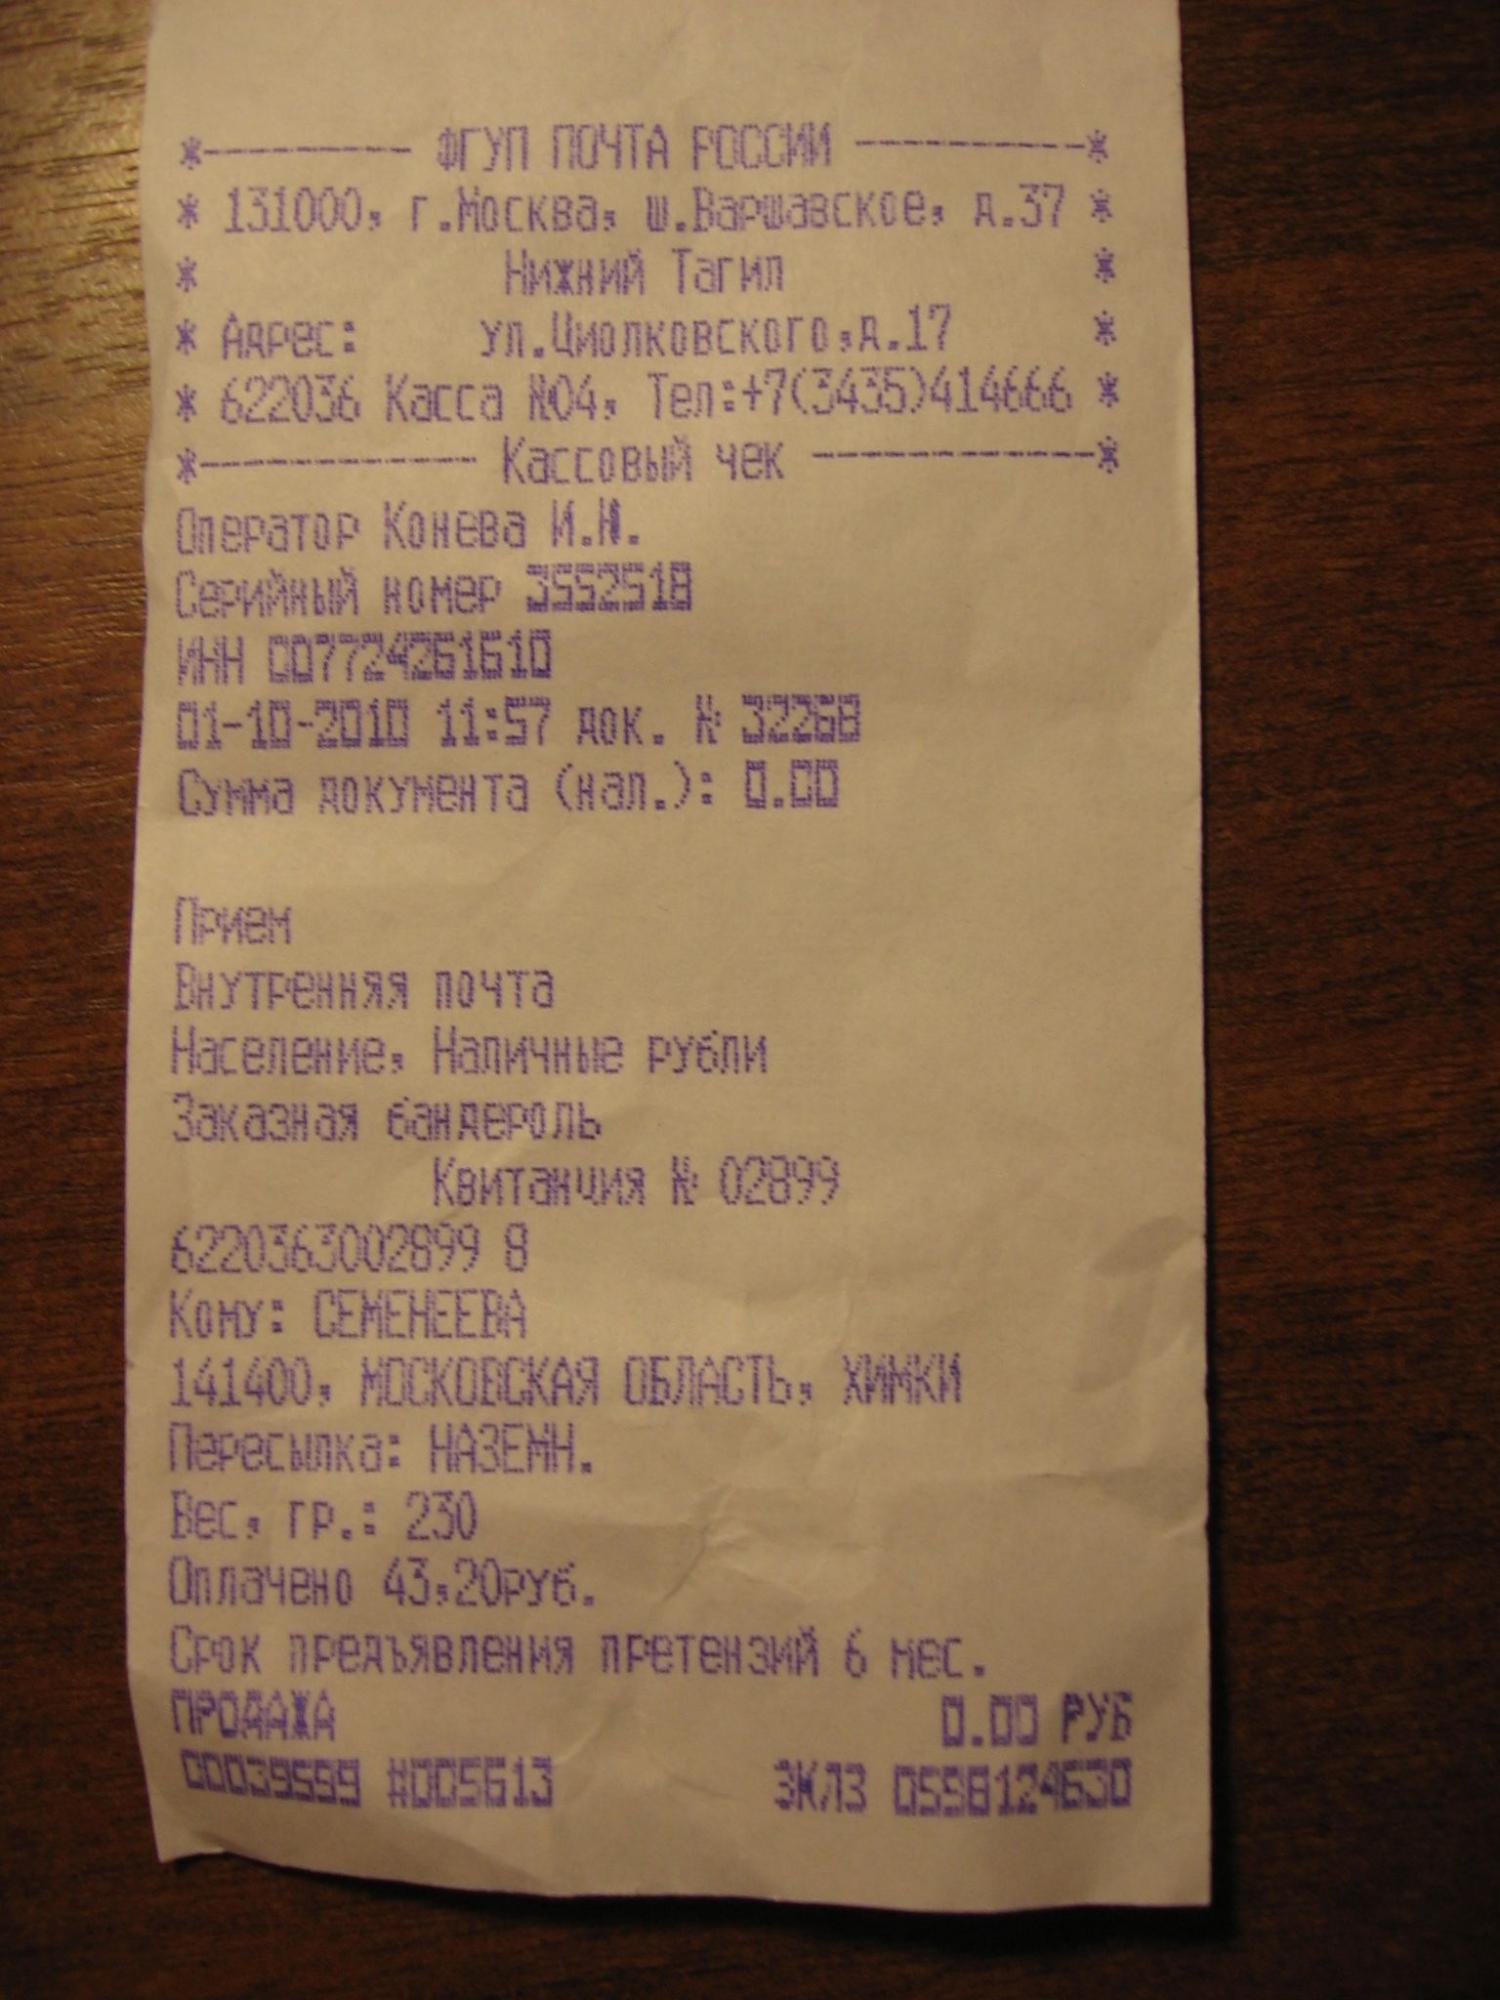 *--------- ФГУП ПОЧТА РОССИИ ----------*
* 131000, г.Москва, ш.Варшавское, д.37 *
* Нижний Тагил *
* Адрес: ул.Циолковского,д.17 *
* 622036 Касса №04, Тел:+7(3435)414666 *
*------------ Кассовый чек ------------*
Оператор Конева И.Н.
Серийный номер 3552518
ИНН 007724261610
01-10-2010 11:57 док. № 32268
Сумма документа (нал.): 0.00
Прием
Внутренняя почта
Население, Наличные рубли
Заказная бандероль
Квитанция № 02899
6220363002899 8
Кому: СЕМЕНЕЕВА
141400, МОСКОВСКАЯ ОБЛАСТЬ, ХИМКИ
Пересылка: НАЗЕМН.
Вес, гр.: 230
Оплачено 43,20руб.
Срок предъявления претензий 6 мес.
ПРОДАЖА 0.00 РУБ
00039599 #005613 ЭКЛЗ 0558124630